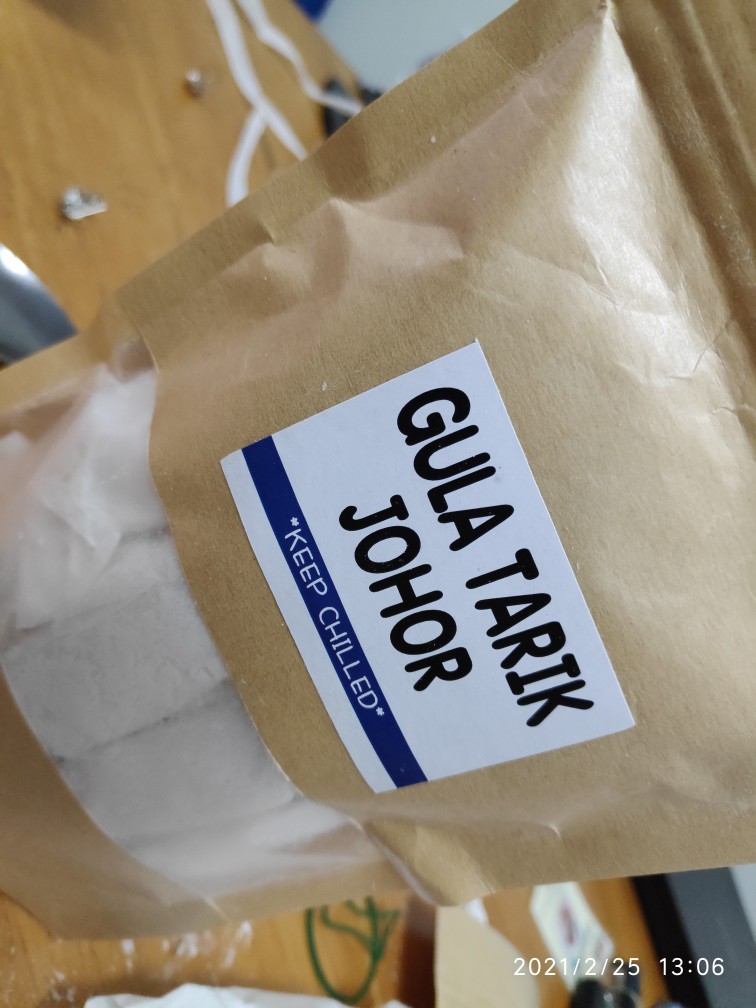 GULA TARIK
JOHOR
*KEEP CHILLED*
2021/2/25 13:06